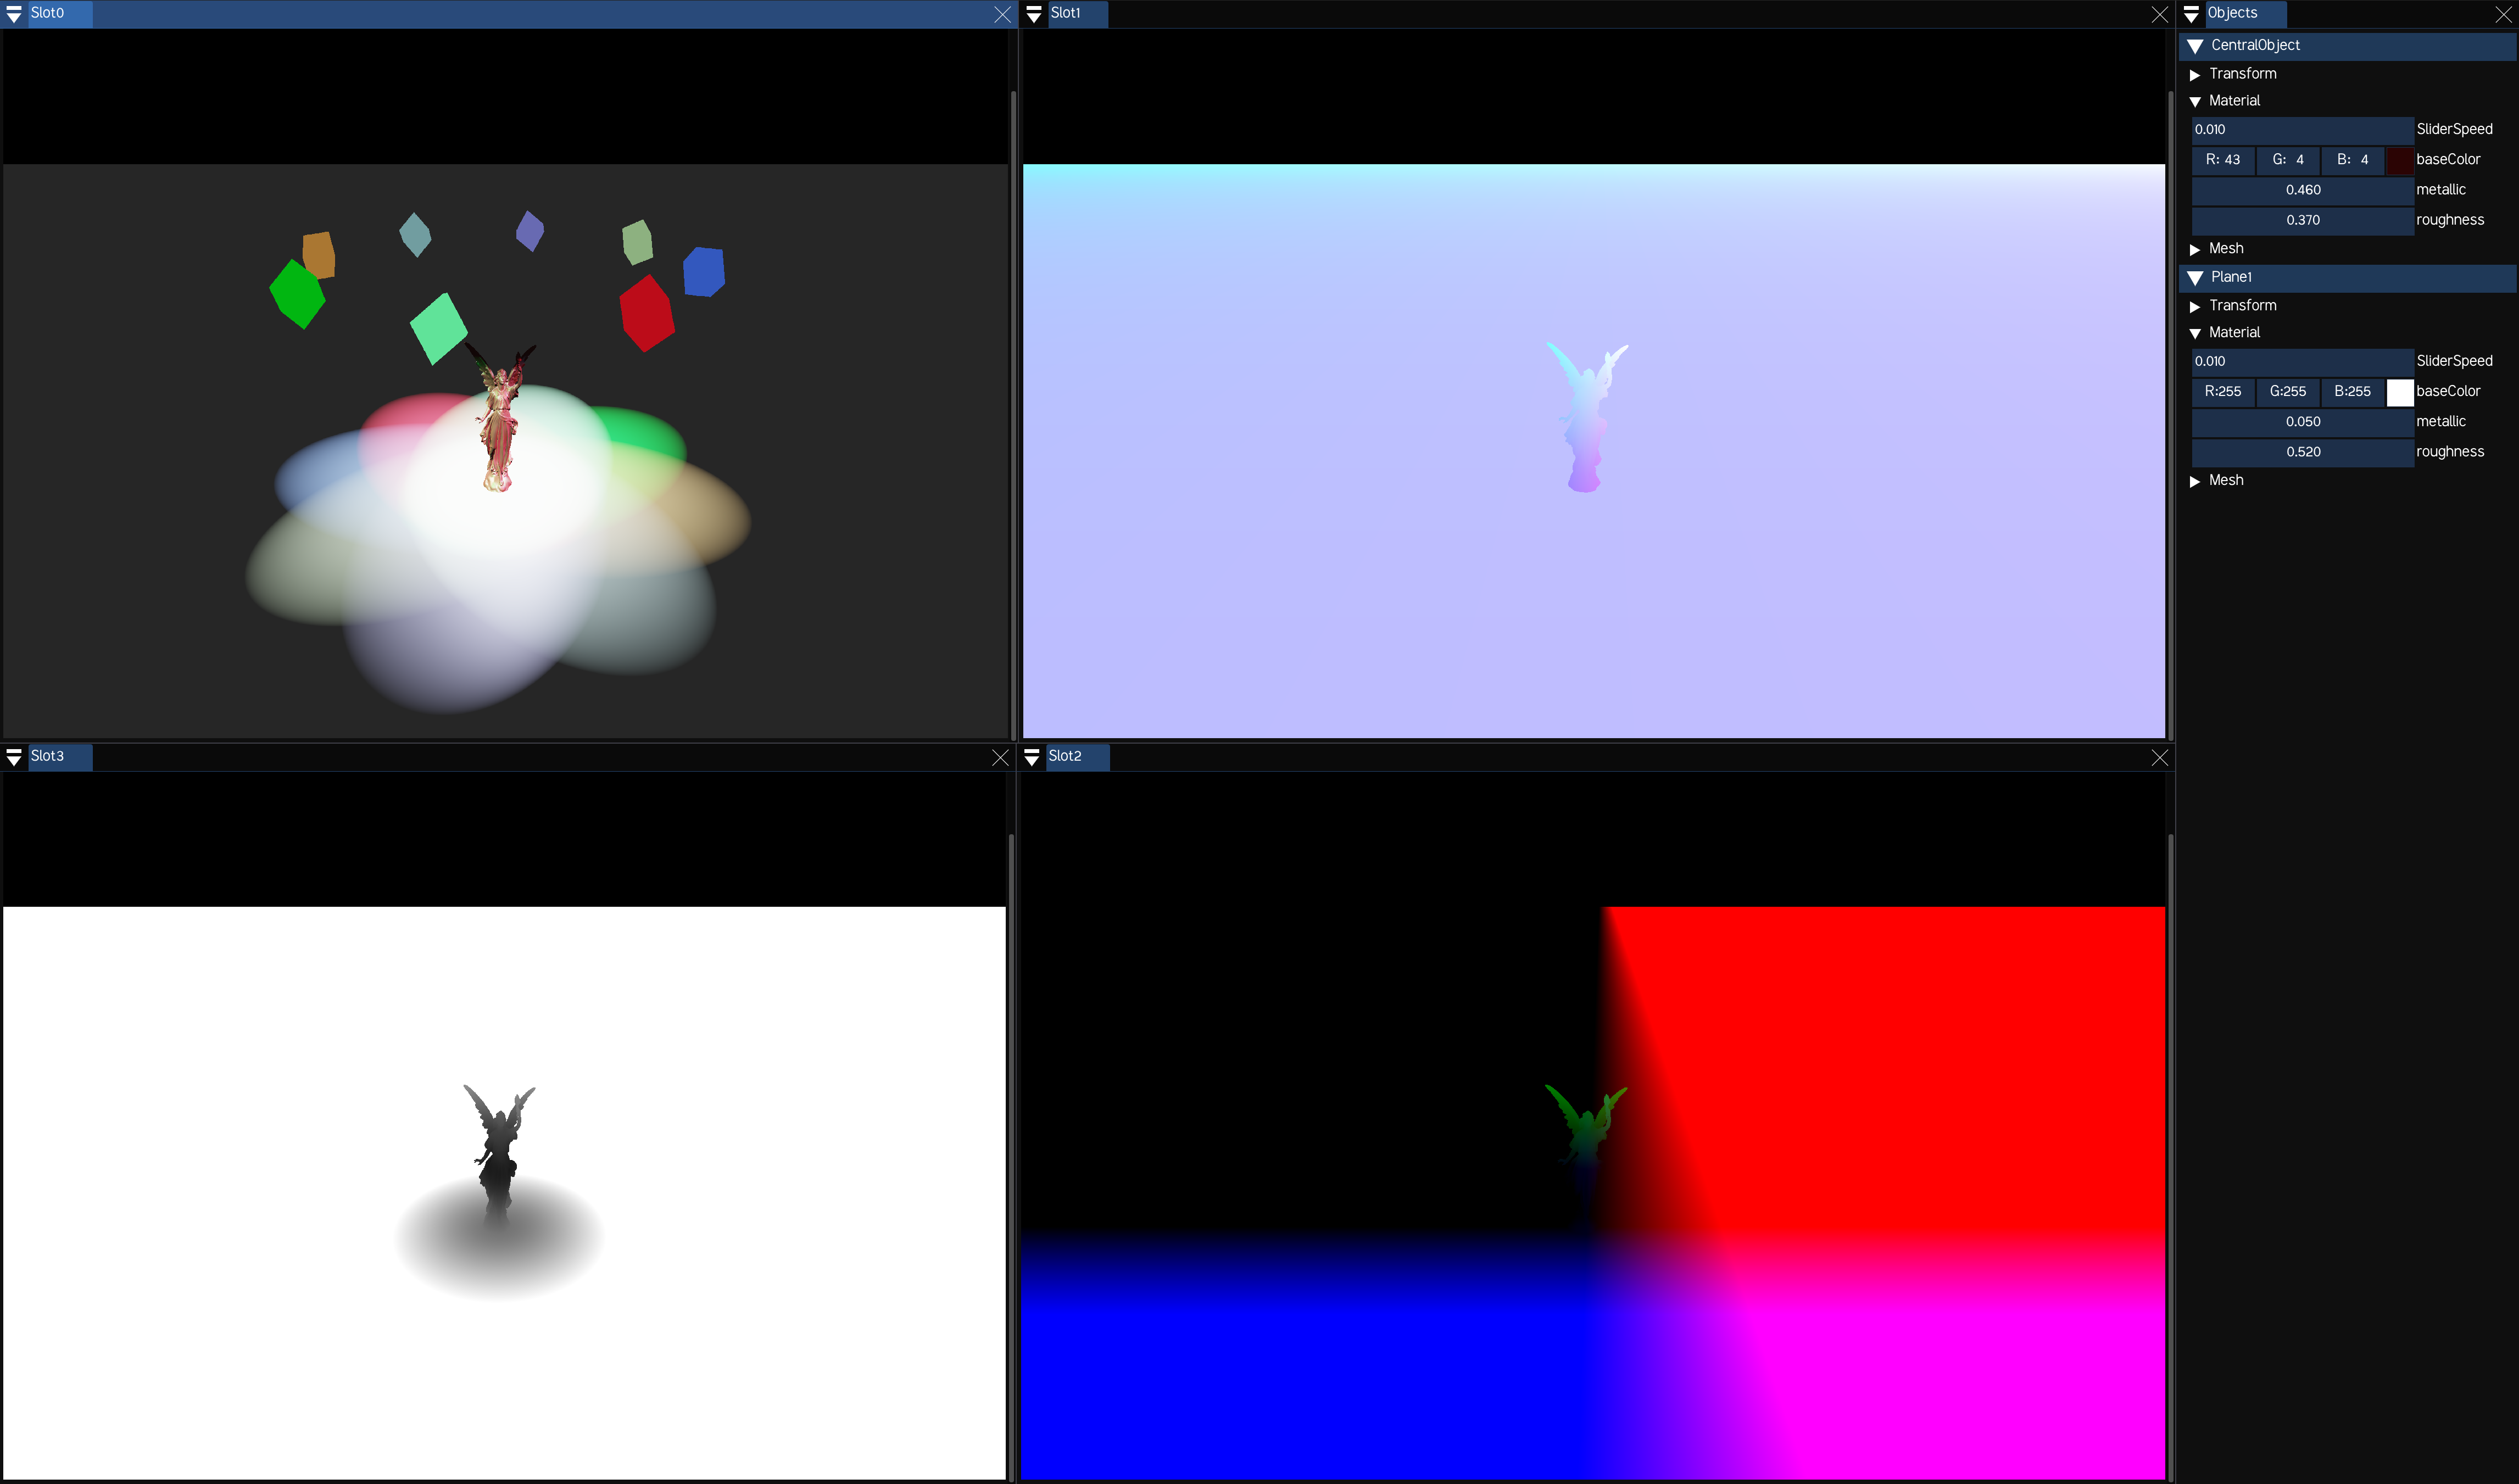 Slot0
Slot1
Objects
CentralObject
Transform
Material
0.010 SliderSpeed
R: 43 G: 4 B: 4 baseColor
0.460 metallic
0.370 roughness
Mesh
Plane1
Transform
Material
0.010 SliderSpeed
R:255 G:255 B:255 baseColor
0.050 metallic
0.520 roughness
Mesh
Slot3
Slot2